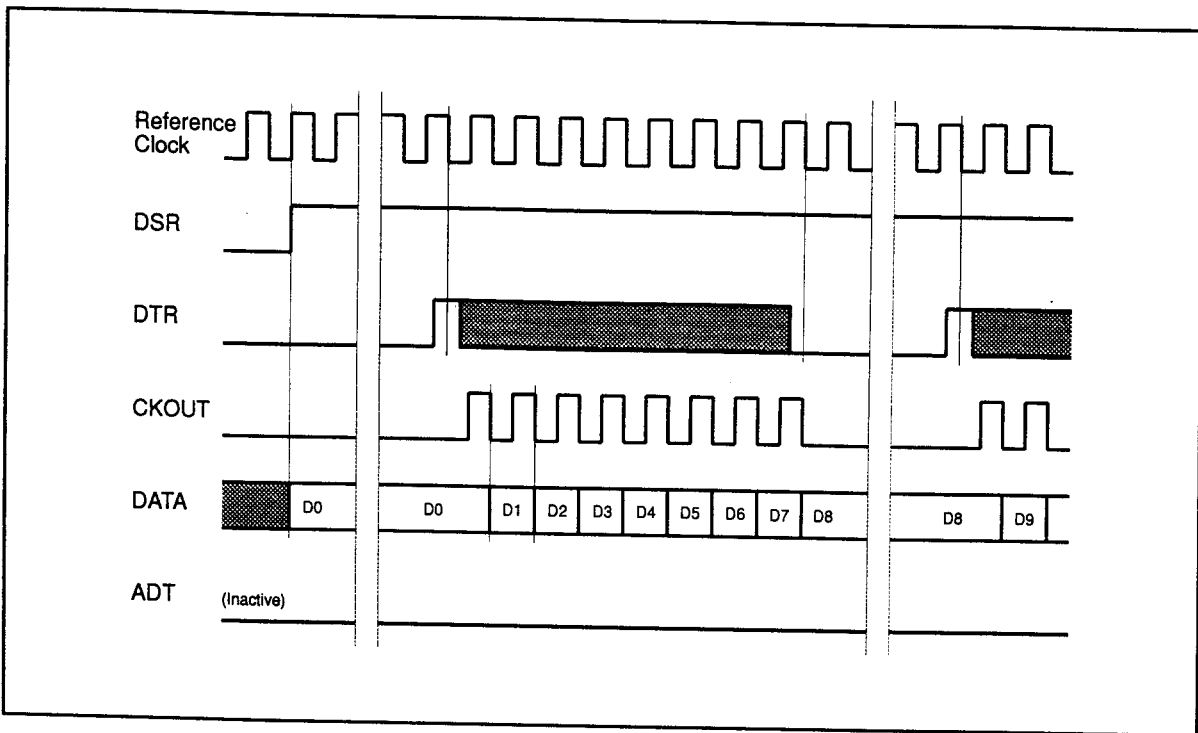 Reference
Clock
DSR
DTR
CKOUT
DATA
D0 D0 D1 D2 D3 D4 D5 D6 D7 D8 D8 D9
ADT (Inactive)